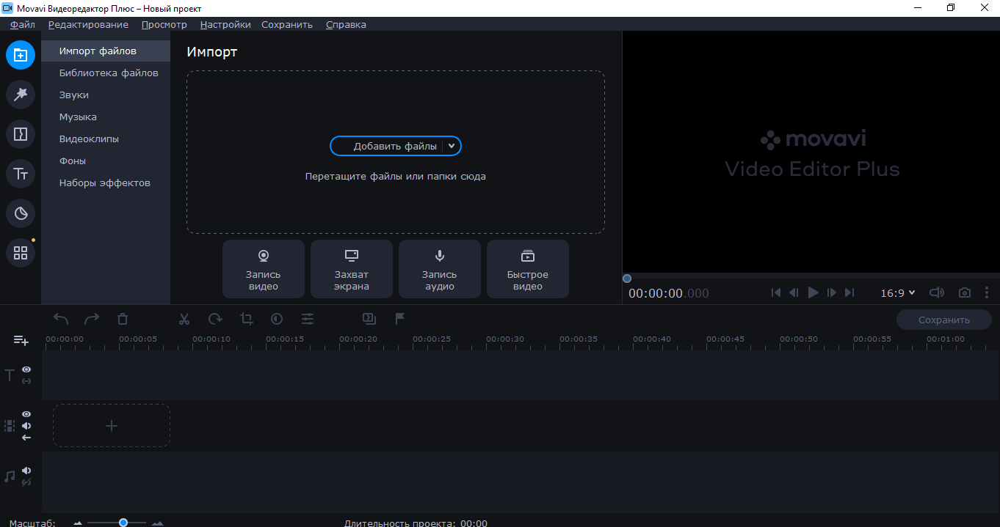 Movavi Видеоредактор Плюс – Новый проект
Файл Редактирование Просмотр Настройки Сохранить Справка
Импорт файлов
Библиотека файлов
Звуки
Музыка
Видеоклипы
Фоны
Наборы эффектов
Импорт
Добавить файлы
Перетащите файлы или папки сюда
Запись
видео
Захват
экрана
Запись
аудио
Быстрое
видео
movavi
Video Editor Plus
00:00:00.000
16:9
Сохранить
00:00:00 00:00:05 00:00:10 00:00:15 00:00:20 00:00:25 00:00:30 00:00:35 00:00:40 00:00:45 00:00:50 00:00:55 00:01:00
Масштаб:
Длительность проекта: 00:00